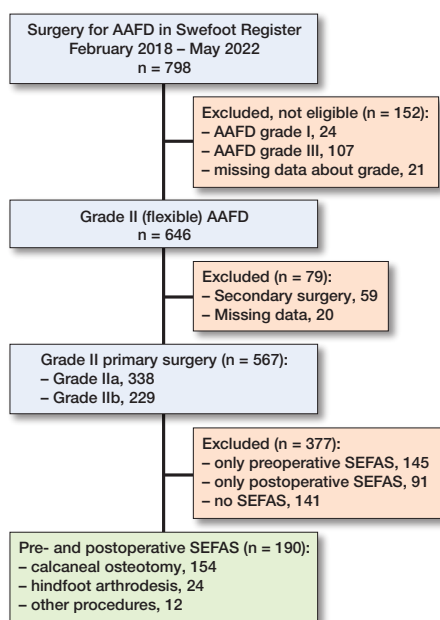 Surgery for AAFD in Swefoot Register
February 2018 – May 2022
n = 798
Excluded, not eligible (n = 152):
– AAFD grade I, 24
– AAFD grade III, 107
– missing data about grade, 21
Grade II (flexible) AAFD
n = 646
Excluded (n = 79):
– Secondary surgery, 59
– Missing data, 20
Grade II primary surgery (n = 567):
– Grade IIa, 338
– Grade IIb, 229
Excluded (n = 377):
– only preoperative SEFAS, 145
– only postoperative SEFAS, 91
– no SEFAS, 141
Pre- and postoperative SEFAS (n = 190):
– calcaneal osteotomy, 154
– hindfoot arthrodesis, 24
– other procedures, 12